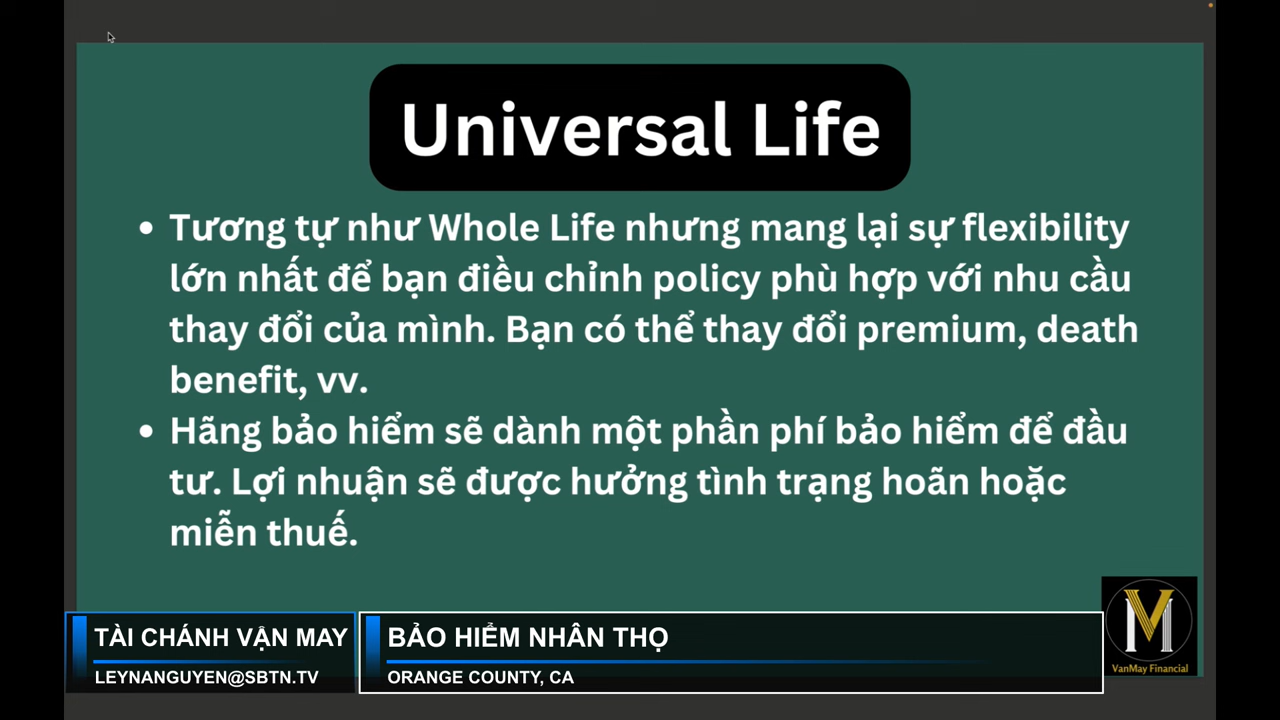 Universal Life
• Tương tự như Whole Life nhưng mang lại sự flexibility
lớn nhất để bạn điều chỉnh policy phù hợp với nhu cầu
thay đổi của mình. Bạn có thể thay đổi premium, death
benefit, vv.
• Hãng bảo hiểm sẽ dành một phần phí bảo hiểm để đầu
tư. Lợi nhuận sẽ được hưởng tình trạng hoãn hoặc
miễn thuế.
VM
VanMay Financial
TÀI CHÁNH VẬN MAY
LEYNANGUYEN@SBTN.TV
BẢO HIỂM NHÂN THỌ
ORANGE COUNTY, CA